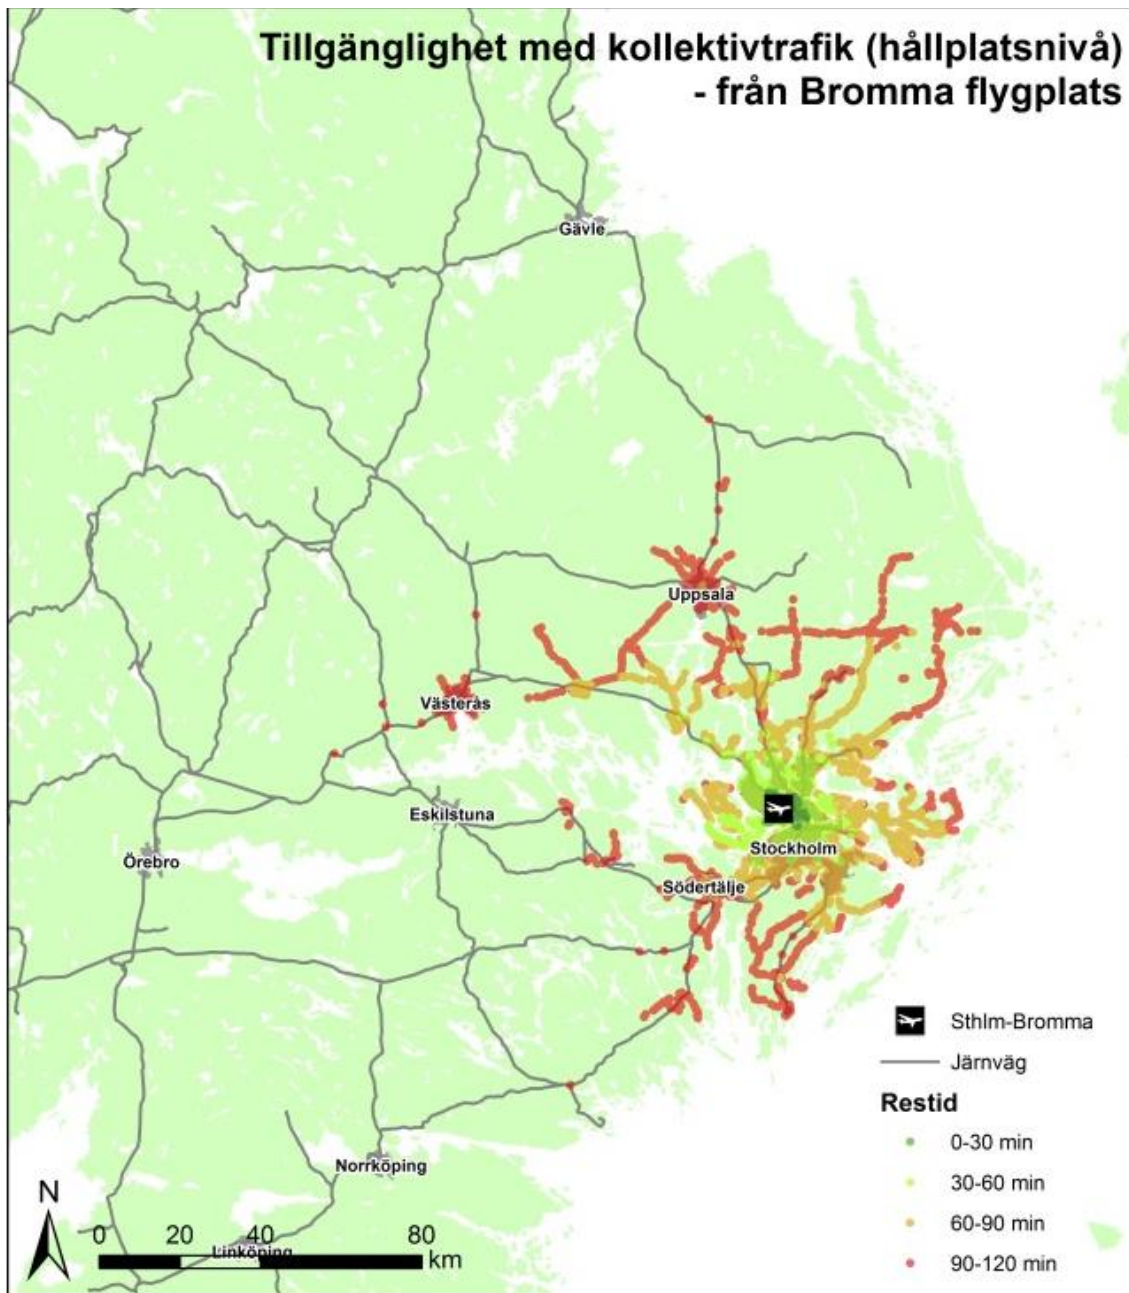 Tillgänglighet med kollektivtrafik (hållplatsnivå)
- från Bromma flygplats
Gävle
Uppsala
Västerås
Eskilstuna
Örebro
Stockholm
Södertälje
Sthlm-Bromma
Järnväg
Restid
0-30 min
30-60 min
60-90 min
90-120 min
Norrköping
N
0 20 40 80
km
Linköping